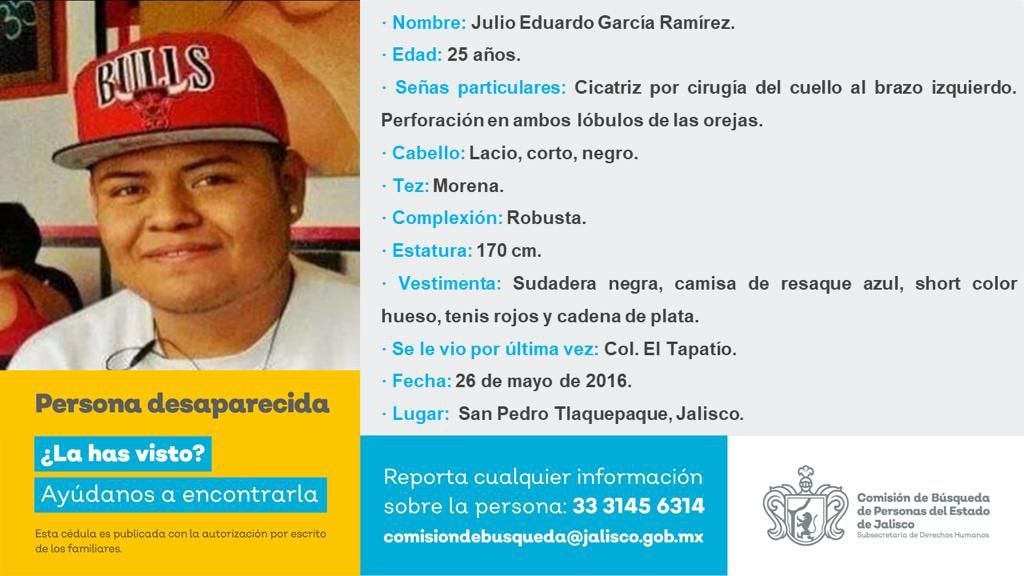 BULLS
· Nombre: Julio Eduardo García Ramírez.
· Edad: 25 años.
· Señas particulares: Cicatriz por cirugía del cuello al brazo izquierdo.
Perforación en ambos lóbulos de las orejas.
· Cabello: Lacio, corto, negro.
· Tez: Morena.
· Complexión: Robusta.
· Estatura: 170 cm.
· Vestimenta: Sudadera negra, camisa de resaque azul, short color
hueso, tenis rojos y cadena de plata.
· Se le vio por última vez: Col. El Tapatío.
· Fecha: 26 de mayo de 2016.
· Lugar: San Pedro Tlaquepaque, Jalisco.
Persona desaparecida
¿La has visto?
Ayúdanos a encontrarla
Esta cédula es publicada con la autorización por escrito
de los familiares.
Reporta cualquier información
sobre la persona: 33 3145 6314
comisiondebusqueda@jalisco.gob.mx
Comisión de Búsqueda
de Personas del Estado
de Jalisco
Subsecretaría de Derechos Humanos